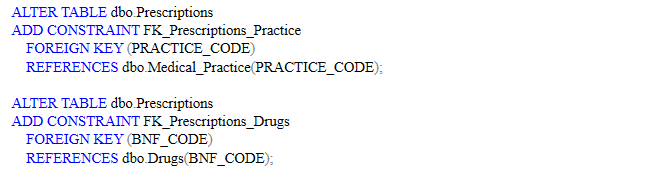 ALTER TABLE dbo.Prescriptions
ADD CONSTRAINT FK_Prescriptions_Practice
FOREIGN KEY (PRACTICE_CODE)
REFERENCES dbo.Medical_Practice(PRACTICE_CODE);
ALTER TABLE dbo.Prescriptions
ADD CONSTRAINT FK_Prescriptions_Drugs
FOREIGN KEY (BNF_CODE)
REFERENCES dbo.Drugs(BNF_CODE);